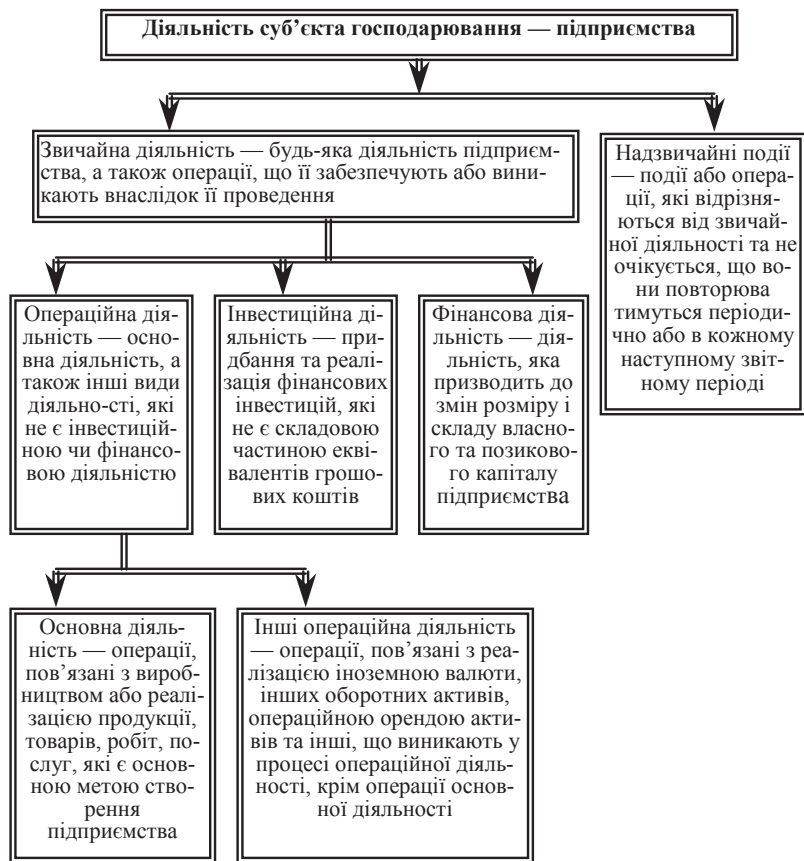 Діяльність суб’єкта господарювання — підприємства
Звичайна діяльність — будь-яка діяльність підприєм-
ства, а також операції, що її забезпечують або вини-
кають внаслідок її проведення
Надзвичайні події
— події або опера-
ції, які відрізня-
ються від звичай-
ної діяльності та не
очікується, що во-
ни повторюва
тимуться періоди-
чно або в кожному
наступному звіт-
ному періоді
Операційна дія-
льність — осно-
вна діяльність, а
також інші види
діяльно-сті, які
не є інвестицій-
ною чи фінансо-
вою діяльністю
Інвестиційна ді-
яльність — при-
дбання та реалі-
зація фінансових
інвестицій, які
не є складовою
частиною екві-
валентів грошо-
вих коштів
Фінансова дія-
льність — дія-
льність, яка
призводить до
змін розміру і
складу власно-
го та позико-
вого капіталу
підприємства
Основна діяль-
ність — операції,
пов’язані з вироб-
ництвом або реалі-
зацією продукції,
товарів, робіт, по-
слуг, які є основ-
ною метою ство-
рення
підприємства
Інші операційна діяльність
— операції, пов’язані з реа-
лізацією іноземною валюти,
інших оборотних активів,
операційною орендою акти-
вів та інші, що виникають у
процесі операційної діяль-
ності, крім операції основ-
ної діяльності